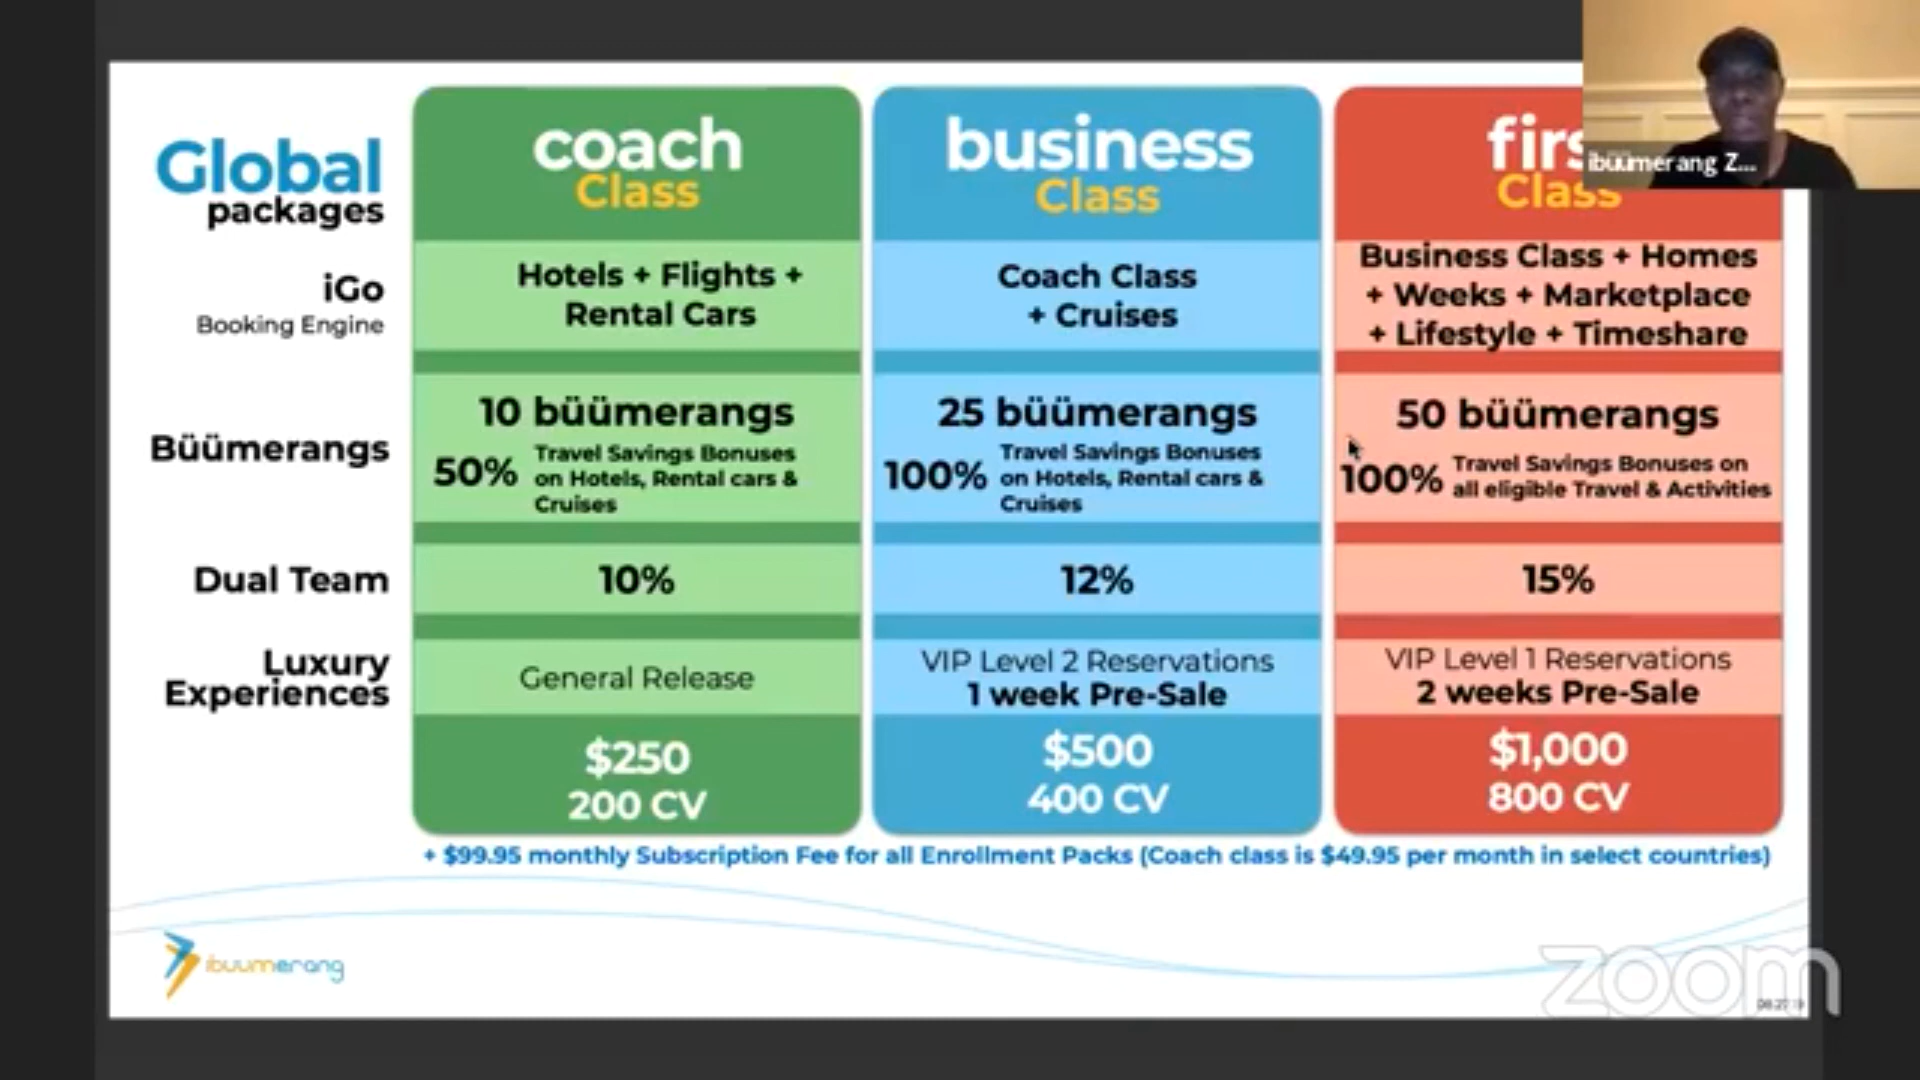 Global
packages
coach
Class
business
Class
Class
ibüümerang Z...
iGo
Booking Engine
Hotels + Flights +
Rental Cars
Coach Class
+ Cruises
Business Class + Homes
+ Weeks + Marketplace
+ Lifestyle + Timeshare
Büümerangs
10 büümerangs
50% Travel Savings Bonuses
on Hotels, Rental cars &
Cruises
25 büümerangs
100% Travel Savings Bonuses
on Hotels, Rental cars &
Cruises
50 büümerangs
100% Travel Savings Bonuses on
all eligible Travel & Activities
Dual Team
10%
12%
15%
Luxury
Experiences
General Release
VIP Level 2 Reservations
1 week Pre-Sale
VIP Level 1 Reservations
2 weeks Pre-Sale
$250
200 CV
$500
400 CV
$1,000
800 CV
+ $99.95 monthly Subscription Fee for all Enrollment Packs (Coach class is $49.95 per month in select countries)
ibuumerang
zoom